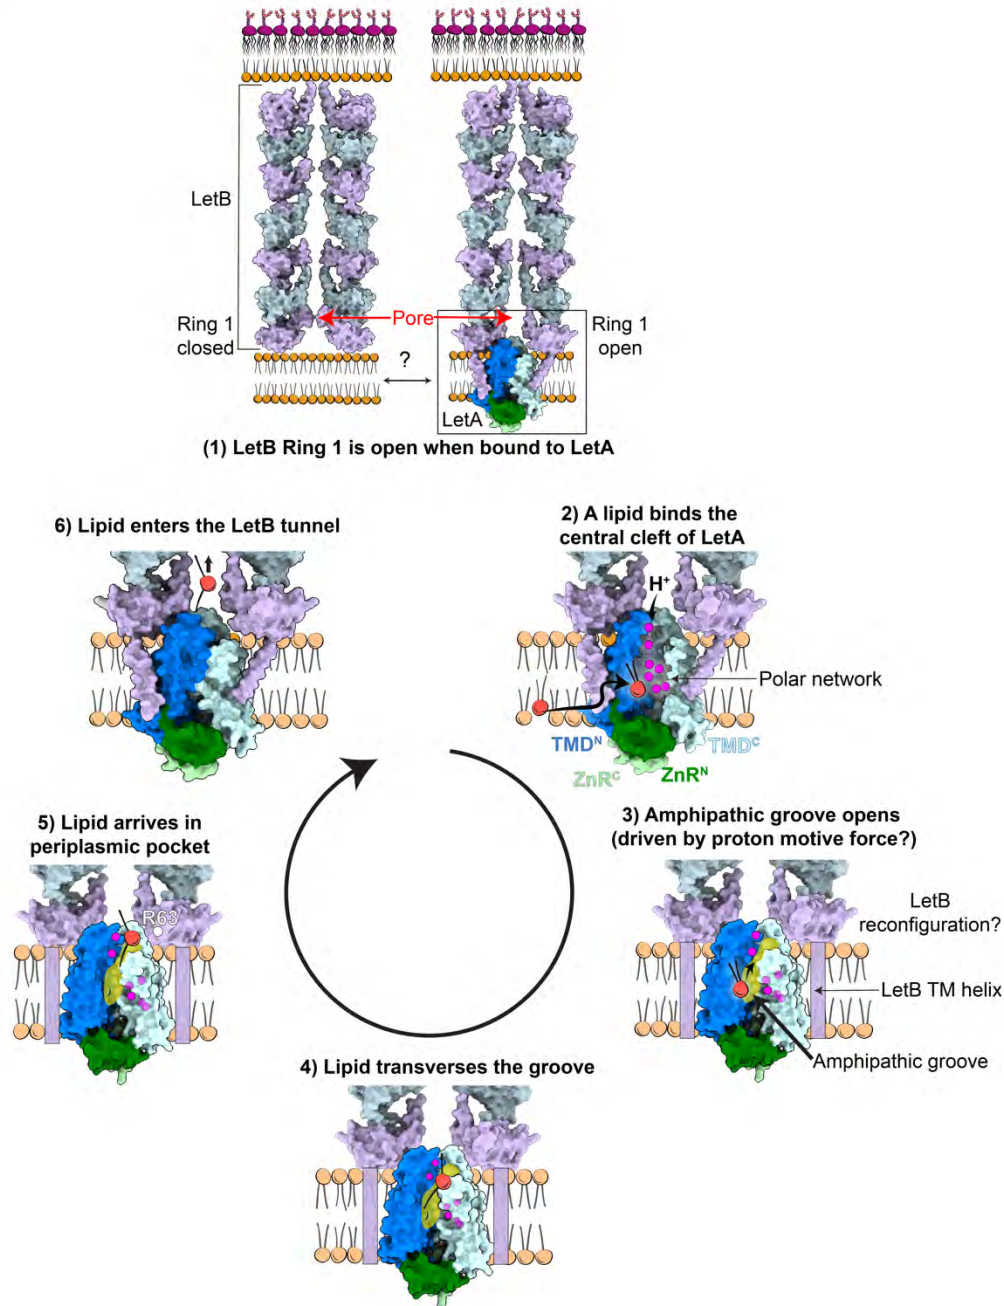 LetB
Ring 1
closed
Pore
Ring 1
open
?
LetA
(1) LetB Ring 1 is open when bound to LetA
6) Lipid enters the LetB tunnel
2) A lipid binds the
central cleft of LetA
H⁺
Polar network
TMDᴺ
TMDᶜ
ZnRᶜ
ZnRᴺ
5) Lipid arrives in
periplasmic pocket
R63
3) Amphipathic groove opens
(driven by proton motive force?)
LetB
reconfiguration?
LetB TM helix
Amphipathic groove
4) Lipid transverses the groove